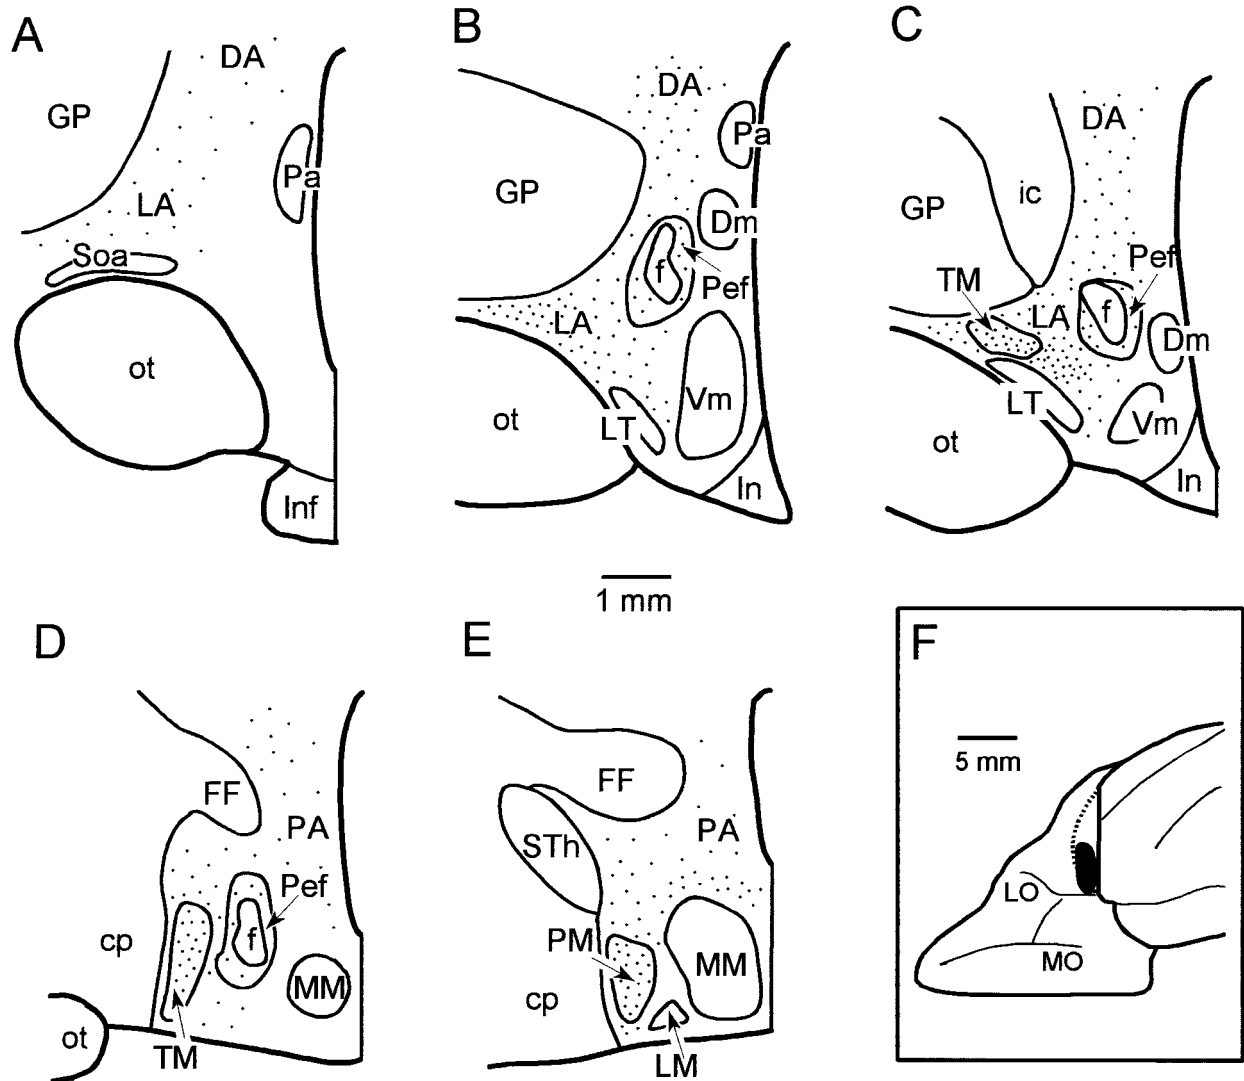 A
DA
GP
Pa
LA
Soa
ot
Inf
B
DA
Pa
GP
Dm
f
Pef
LA
Vm
LT
ot
In
C
DA
ic
GP
Pef
TM
LA
f
Dm
LT
Vm
ot
In
1 mm
D
FF
PA
Pef
cp
f
MM
ot
TM
E
FF
STh
PA
PM
MM
cp
LM
F
5 mm
LO
MO